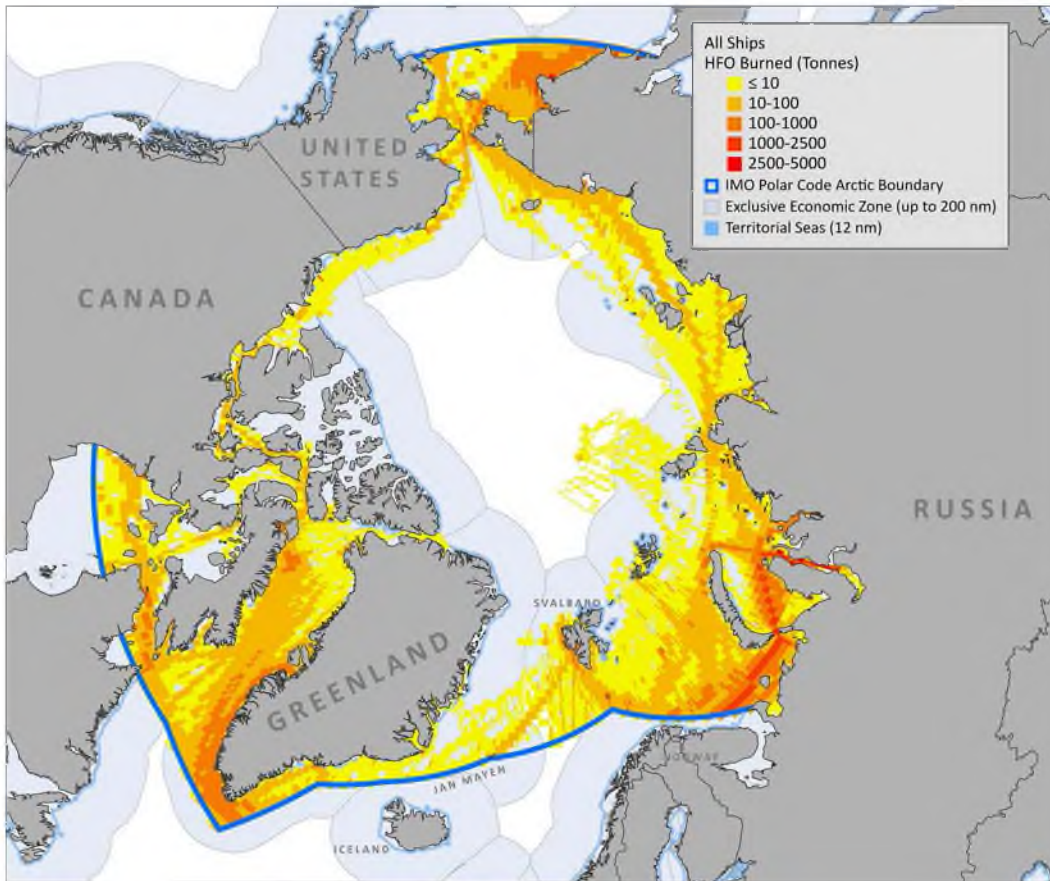 All Ships
HFO Burned (Tonnes)
≤ 10
10-100
100-1000
1000-2500
2500-5000
IMO Polar Code Arctic Boundary
Exclusive Economic Zone (up to 200 nm)
Territorial Seas (12 nm)
UNITED
STATES
CANADA
RUSSIA
SVALBARD
GREENLAND
NORWAY
JAN MAYEN
ICELAND